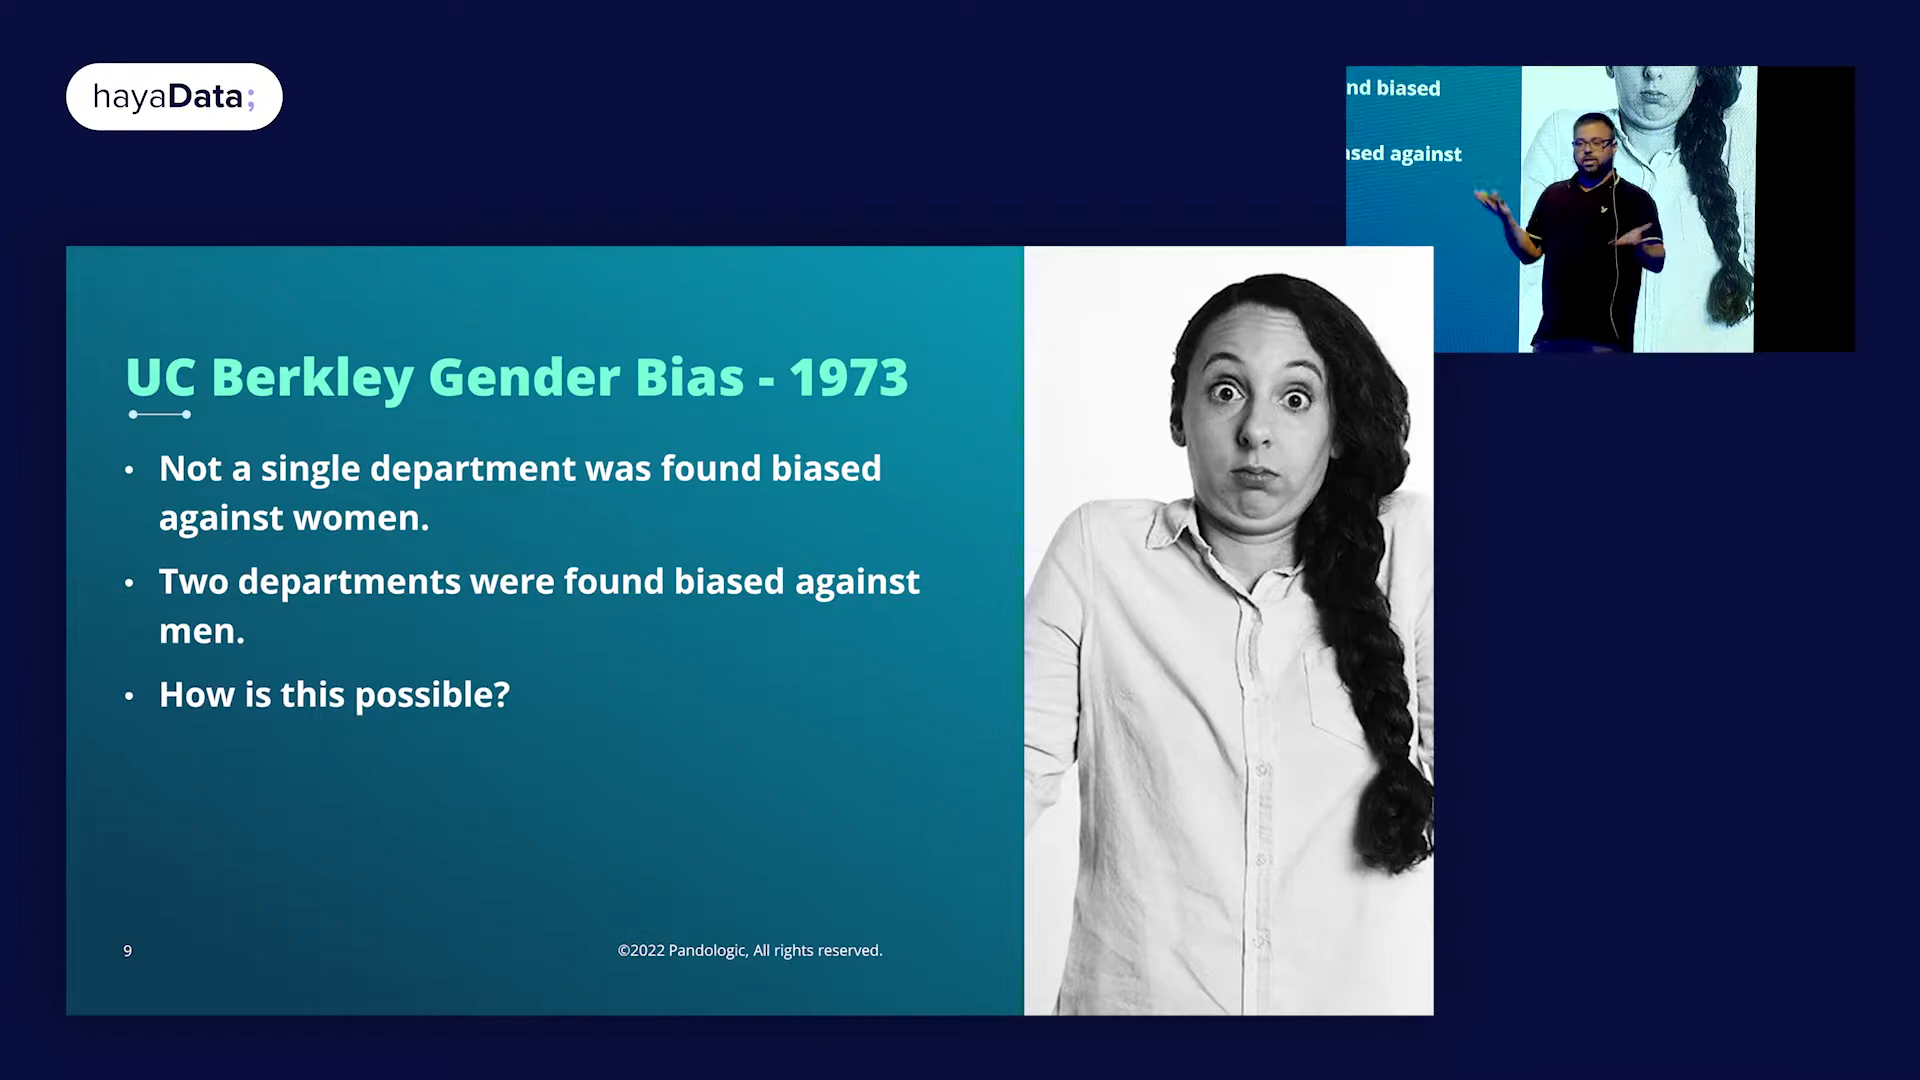 hayaData;
nd biased
ased against
UC Berkley Gender Bias - 1973
• Not a single department was found biased
against women.
• Two departments were found biased against
men.
• How is this possible?
9
©2022 Pandologic, All rights reserved.